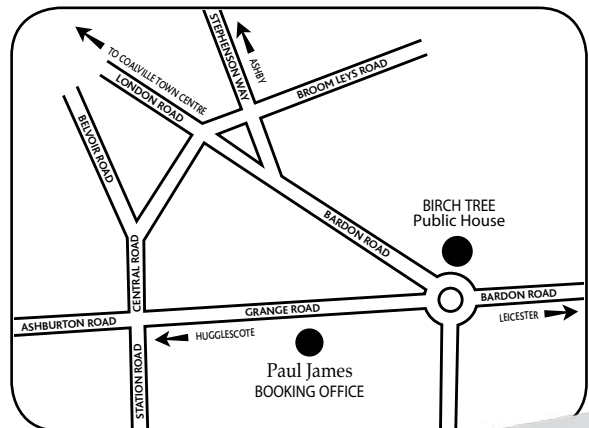 TO COALVILLE TOWN CENTRE
LONDON ROAD
STEPHENSON WAY
ASHBY
BROOM LEYS ROAD
BELVOIR ROAD
BARDON ROAD
BIRCH TREE
Public House
CENTRAL ROAD
GRANGE ROAD
BARDON ROAD
LEICESTER
ASHBURTON ROAD
HUGGLESCOTE
STATION ROAD
Paul James
BOOKING OFFICE